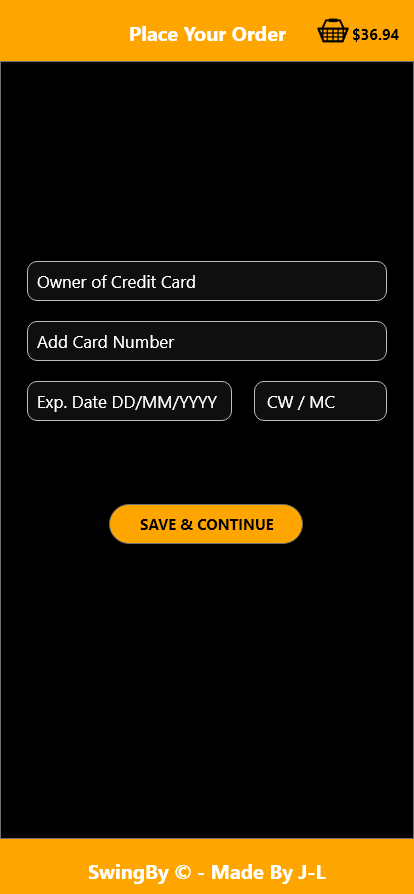 Place Your Order
$36.94
Owner of Credit Card
Add Card Number
Exp. Date DD/MM/YYYY
CW / MC
SAVE & CONTINUE
SwingBy © - Made By J-L